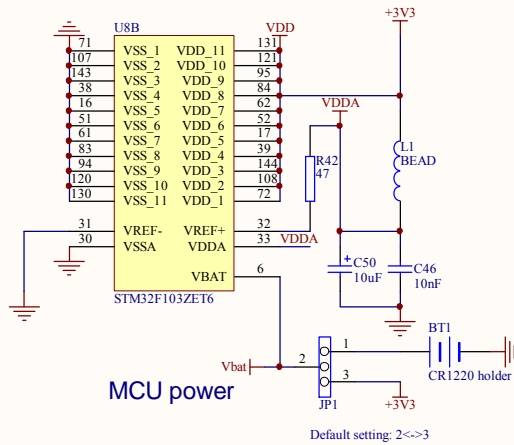 +3V3
U8B
VDD
71 VSS_1 VDD_11 131
107 VSS_2 VDD_10 121
143 VSS_3 VDD_9 95
38 VSS_4 VDD_8 84
16 VSS_5 VDD_7 62
51 VSS_6 VDD_6 52
61 VSS_7 VDD_5 17
83 VSS_8 VDD_4 39
94 VSS_9 VDD_3 144
120 VSS_10 VDD_2 108
130 VSS_11 VDD_1 72
31 VREF- VREF+ 32
30 VSSA VDDA 33 VDDA
VBAT 6
STM32F103ZET6
VDDA
R42
47
L1
BEAD
+ C50
10uF
C46
10nF
Vbat
2
1
3
JP1
BT1
CR1220 holder
+3V3
MCU power
Default setting: 2<->3